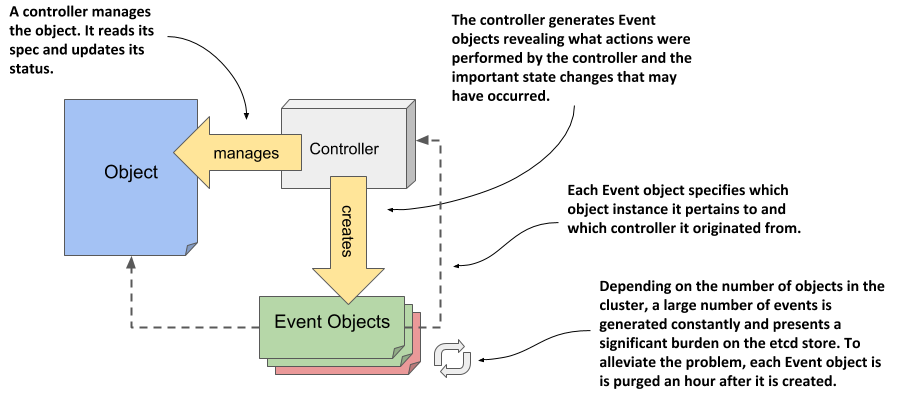 A controller manages
the object. It reads its
spec and updates its
status.
The controller generates Event
objects revealing what actions were
performed by the controller and the
important state changes that may
have occurred.
Object
manages
Controller
creates
Each Event object specifies which
object instance it pertains to and
which controller it originated from.
Event Objects
Depending on the number of objects in the
cluster, a large number of events is
generated constantly and presents a
significant burden on the etcd store. To
alleviate the problem, each Event object is
is purged an hour after it is created.